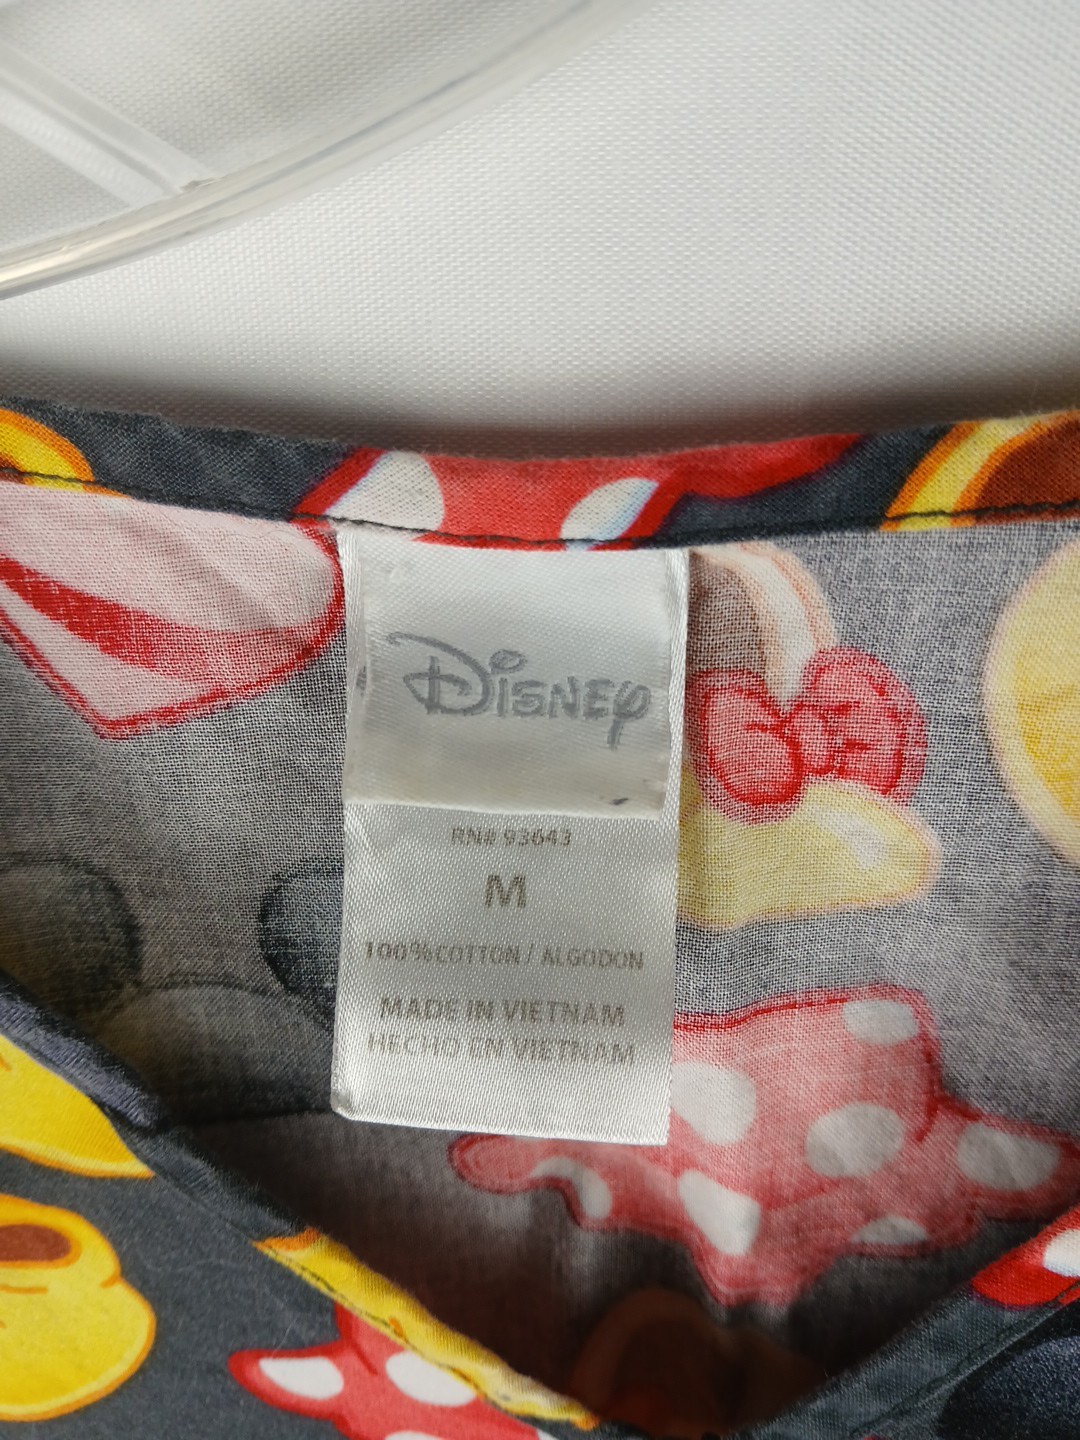 Disney
RN# 93643
M
100% COTTON / ALGODON
MADE IN VIETNAM
HECHO EN VIETNAM